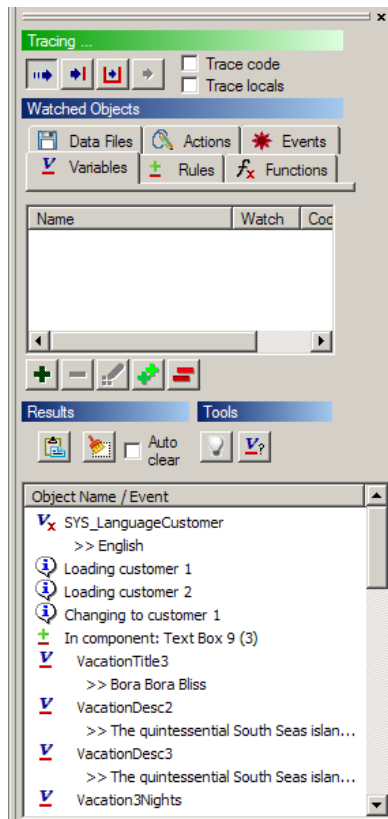 Tracing ...
Trace code
Trace locals
Watched Objects
Data Files
Actions
Events
Variables
Rules
Functions
Name
Watch
Coc
Results
Tools
Auto
clear
Object Name / Event
SYS_LanguageCustomer
>> English
Loading customer 1
Loading customer 2
Changing to customer 1
In component: Text Box 9 (3)
VacationTitle3
>> Bora Bora Bliss
VacationDesc2
>> The quintessential South Seas islan...
VacationDesc3
>> The quintessential South Seas islan...
Vacation3Nights